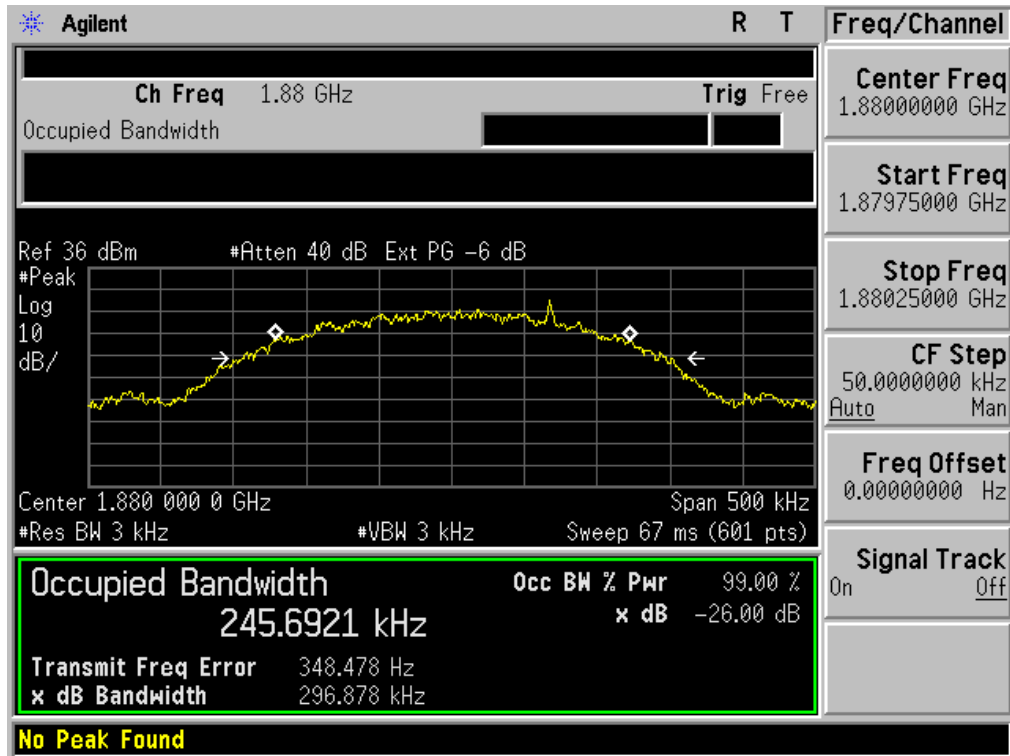 Agilent R T
Freq/Channel
Ch Freq 1.88 GHz Trig Free
Occupied Bandwidth
Center Freq
1.88000000 GHz
Start Freq
1.87975000 GHz
Stop Freq
1.88025000 GHz
CF Step
50.0000000 kHz
Auto Man
Freq Offset
0.00000000 Hz
Signal Track
On Off
Ref 36 dBm #Atten 40 dB Ext PG -6 dB
#Peak
Log
10
dB/
Center 1.880 000 0 GHz Span 500 kHz
#Res BW 3 kHz #VBW 3 kHz Sweep 67 ms (601 pts)
Occupied Bandwidth Occ BW % Pwr 99.00 %
245.6921 kHz x dB -26.00 dB
Transmit Freq Error 348.478 Hz
x dB Bandwidth 296.878 kHz
No Peak Found